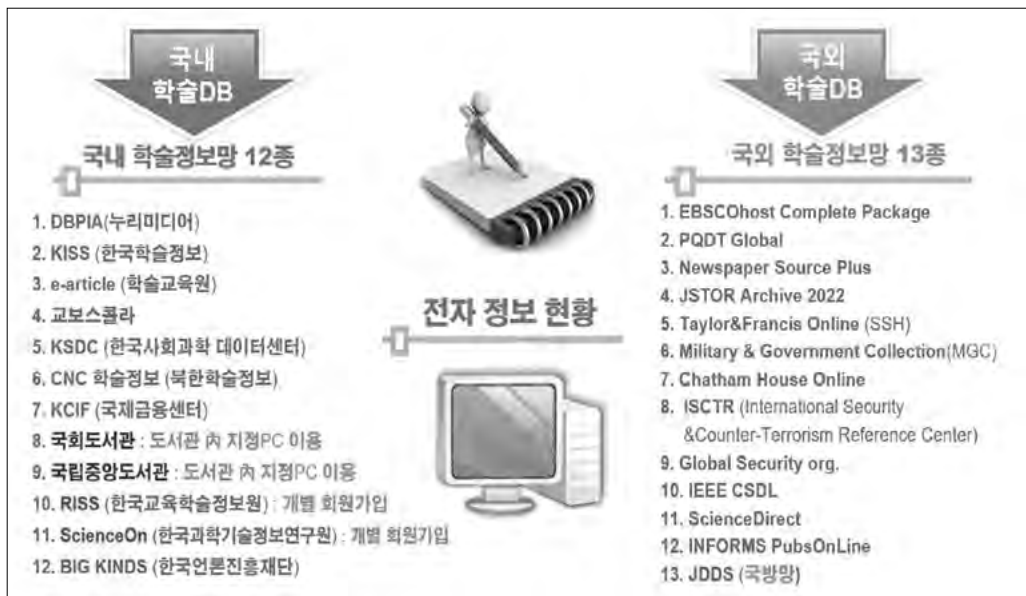 국내
학술DB
국내 학술정보망 12종
1. DBPIA(누리미디어)
2. KISS (한국학술정보)
3. e-article (학술교육원)
4. 교보스콜라
5. KSDC (한국사회과학 데이터센터)
6. CNC 학술정보 (북한학술정보)
7. KCIF (국제금융센터)
8. 국회도서관 : 도서관 內 지정PC 이용
9. 국립중앙도서관 : 도서관 內 지정PC 이용
10. RISS (한국교육학술정보원) : 개별 회원가입
11. ScienceOn (한국과학기술정보연구원) : 개별 회원가입
12. BIG KINDS (한국언론진흥재단)
전자 정보 현황
국외
학술DB
국외 학술정보망 13종
1. EBSCOhost Complete Package
2. PQDT Global
3. Newspaper Source Plus
4. JSTOR Archive 2022
5. Taylor&Francis Online (SSH)
6. Military & Government Collection(MGC)
7. Chatham House Online
8. ISCTR (International Security
&Counter-Terrorism Reference Center)
9. Global Security org.
10. IEEE CSDL
11. ScienceDirect
12. INFORMS PubsOnLine
13. JDDS (국방망)